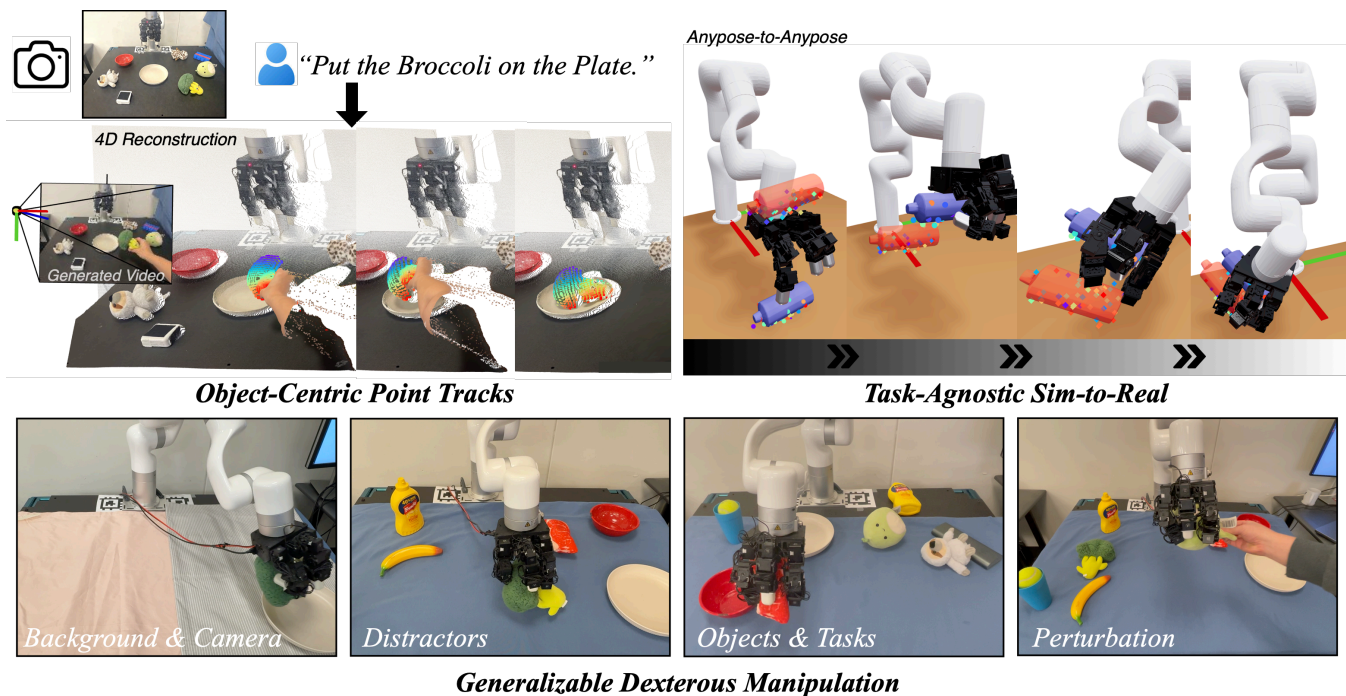 “Put the Broccoli on the Plate.”
4D Reconstruction
Generated Video
Object-Centric Point Tracks
Anypose-to-Anypose
Task-Agnostic Sim-to-Real
Background & Camera
Distractors
Objects & Tasks
Perturbation
Generalizable Dexterous Manipulation